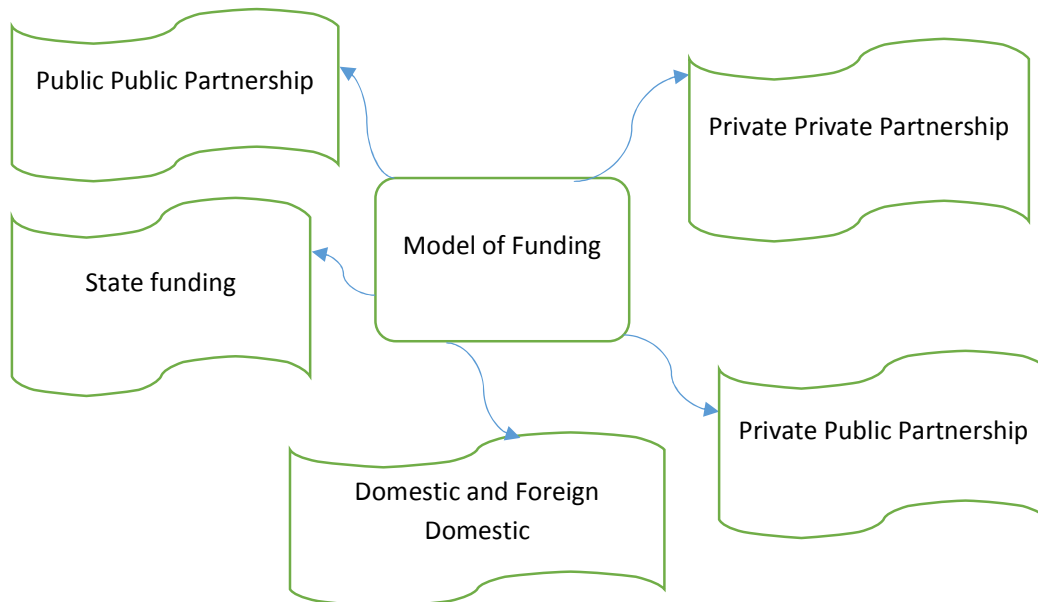 Public Public Partnership
Private Private Partnership
Model of Funding
State funding
Private Public Partnership
Domestic and Foreign
Domestic